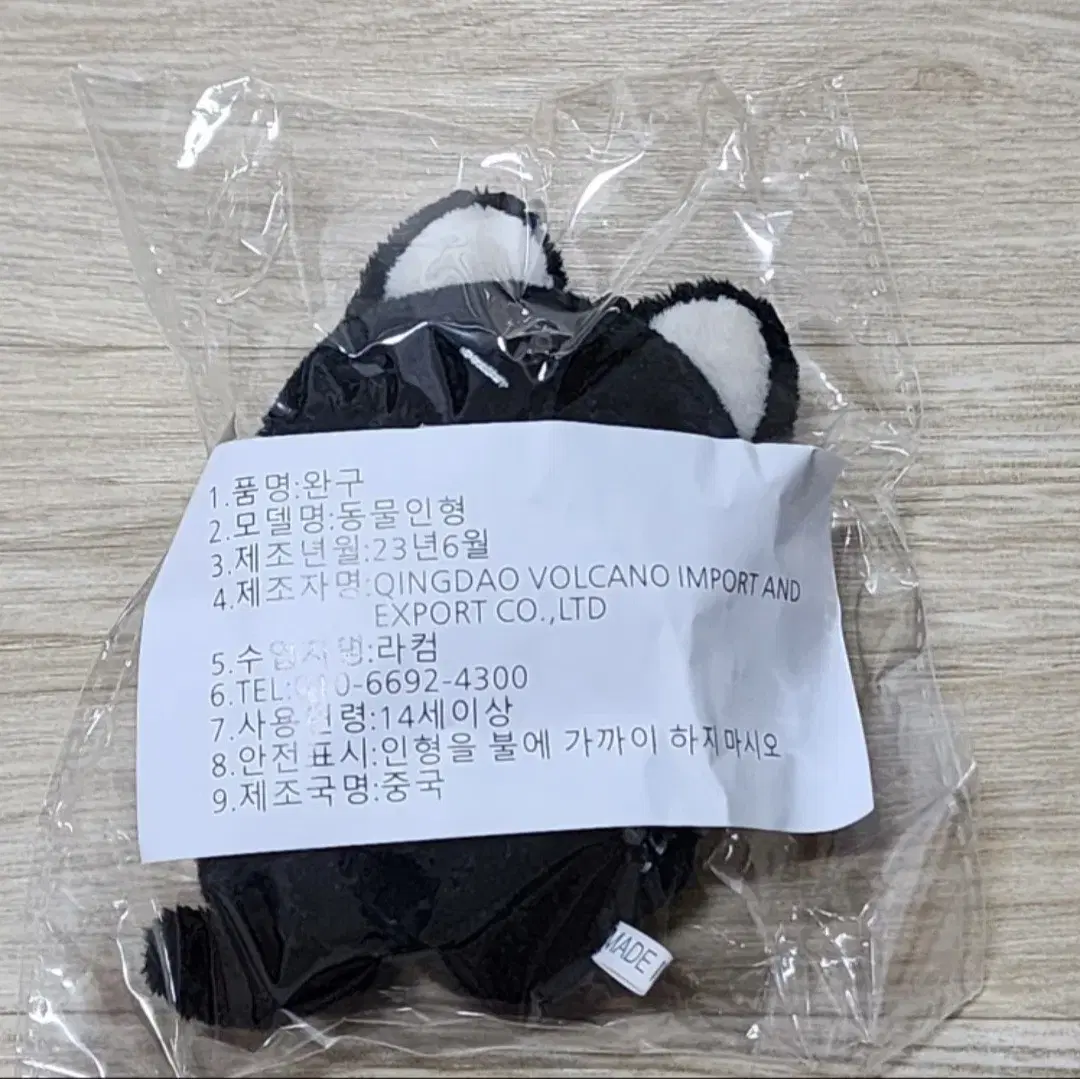 1.품명:완구
2.모델명:동물인형
3.제조년월:23년6월
4.제조자명:QINGDAO VOLCANO IMPORT AND
EXPORT CO.,LTD
5.수입자명:라컴
6.TEL:010-6692-4300
7.사용연령:14세이상
8.안전표시:인형을 불에 가까이 하지마시오
9.제조국명:중국
MADE